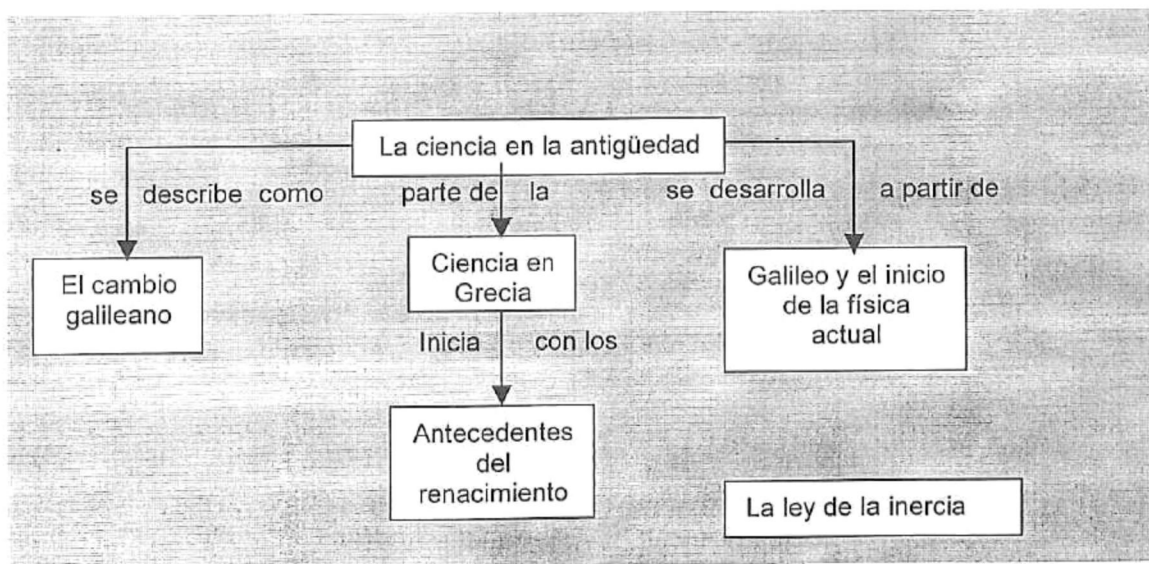 La ciencia en la antigüedad
se describe como
parte de la
se desarrolla a partir de
El cambio
galileano
Ciencia en
Grecia
Galileo y el inicio
de la física
actual
Inicia con los
Antecedentes
del
renacimiento
La ley de la inercia